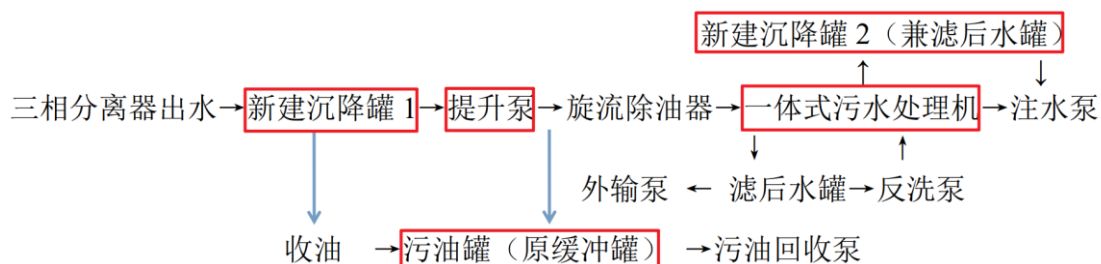 新建沉降罐 2（兼滤后水罐）
↑ ↓
三相分离器出水→新建沉降罐 1→提升泵→旋流除油器→一体式污水处理机→注水泵
↓ ↑
外输泵 ← 滤后水罐→反洗泵
收油 →污油罐（原缓冲罐）→污油回收泵